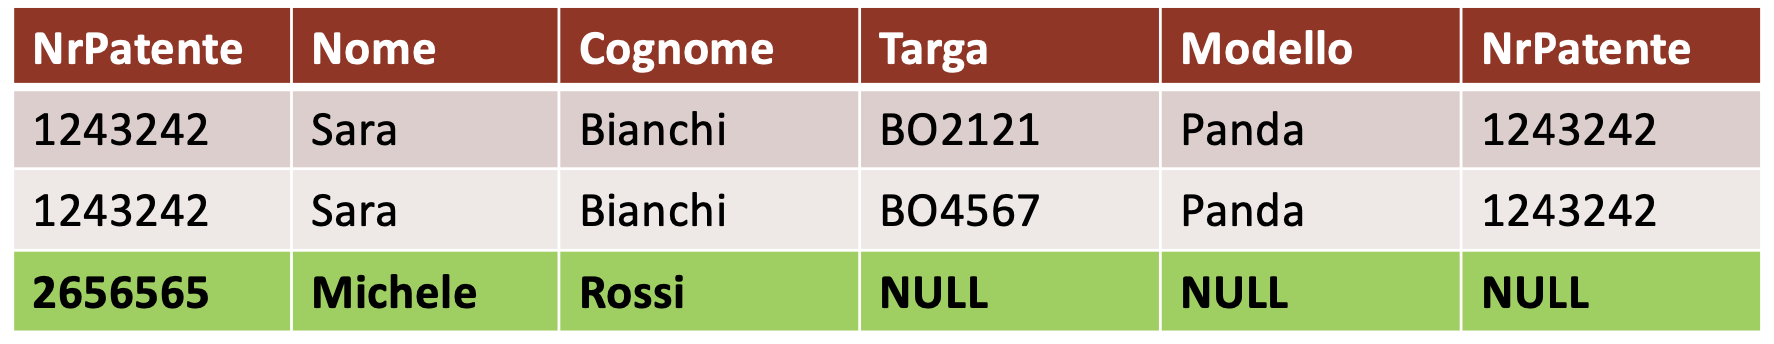 NrPatente Nome Cognome Targa Modello NrPatente
1243242 Sara Bianchi BO2121 Panda 1243242
1243242 Sara Bianchi BO4567 Panda 1243242
2656565 Michele Rossi NULL NULL NULL